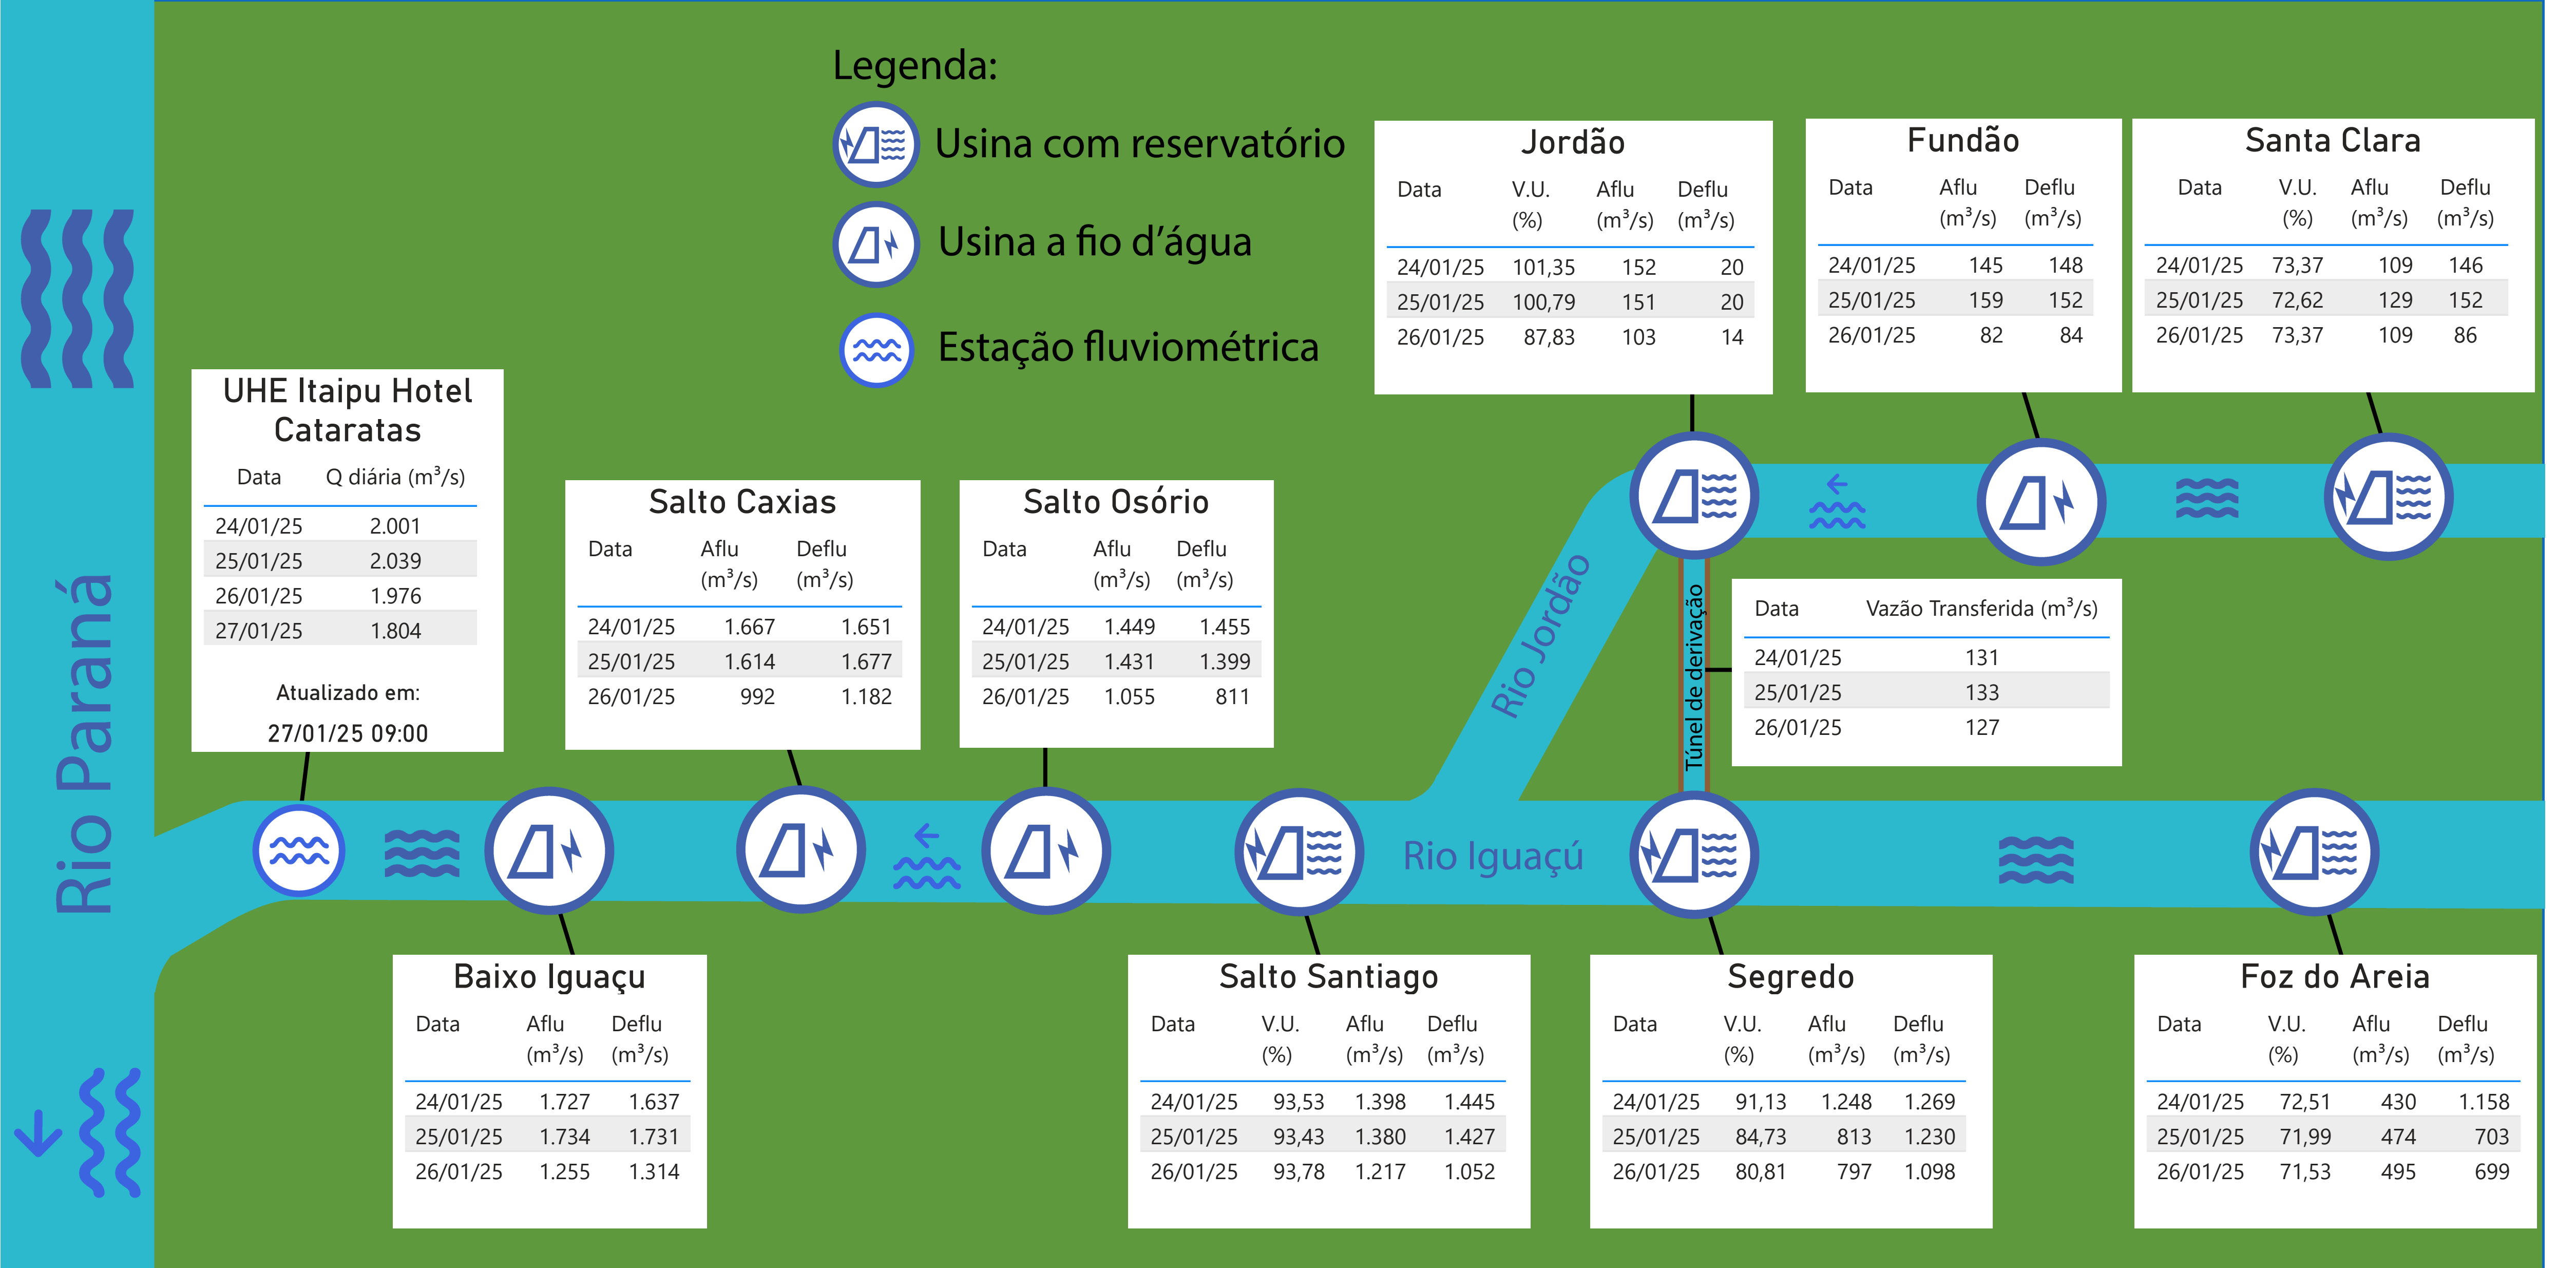 Legenda:
Usina com reservatório
Usina a fio d’água
Estação fluviométrica
Jordão
Data V.U. (%) Aflu (m³/s) Deflu (m³/s)
24/01/25 101,35 152 20
25/01/25 100,79 151 20
26/01/25 87,83 103 14
Fundão
Data Aflu (m³/s) Deflu (m³/s)
24/01/25 145 148
25/01/25 159 152
26/01/25 82 84
Santa Clara
Data V.U. (%) Aflu (m³/s) Deflu (m³/s)
24/01/25 73,37 109 146
25/01/25 72,62 129 152
26/01/25 73,37 109 86
UHE Itaipu Hotel
Cataratas
Data Q diária (m³/s)
24/01/25 2.001
25/01/25 2.039
26/01/25 1.976
27/01/25 1.804
Atualizado em:
27/01/25 09:00
Salto Caxias
Data Aflu (m³/s) Deflu (m³/s)
24/01/25 1.667 1.651
25/01/25 1.614 1.677
26/01/25 992 1.182
Salto Osório
Data Aflu (m³/s) Deflu (m³/s)
24/01/25 1.449 1.455
25/01/25 1.431 1.399
26/01/25 1.055 811
Rio Jordão
Túnel de derivação
Data Vazão Transferida (m³/s)
24/01/25 131
25/01/25 133
26/01/25 127
Rio Paraná
Rio Iguaçú
Baixo Iguaçu
Data Aflu (m³/s) Deflu (m³/s)
24/01/25 1.727 1.637
25/01/25 1.734 1.731
26/01/25 1.255 1.314
Salto Santiago
Data V.U. (%) Aflu (m³/s) Deflu (m³/s)
24/01/25 93,53 1.398 1.445
25/01/25 93,43 1.380 1.427
26/01/25 93,78 1.217 1.052
Segredo
Data V.U. (%) Aflu (m³/s) Deflu (m³/s)
24/01/25 91,13 1.248 1.269
25/01/25 84,73 813 1.230
26/01/25 80,81 797 1.098
Foz do Areia
Data V.U. (%) Aflu (m³/s) Deflu (m³/s)
24/01/25 72,51 430 1.158
25/01/25 71,99 474 703
26/01/25 71,53 495 699